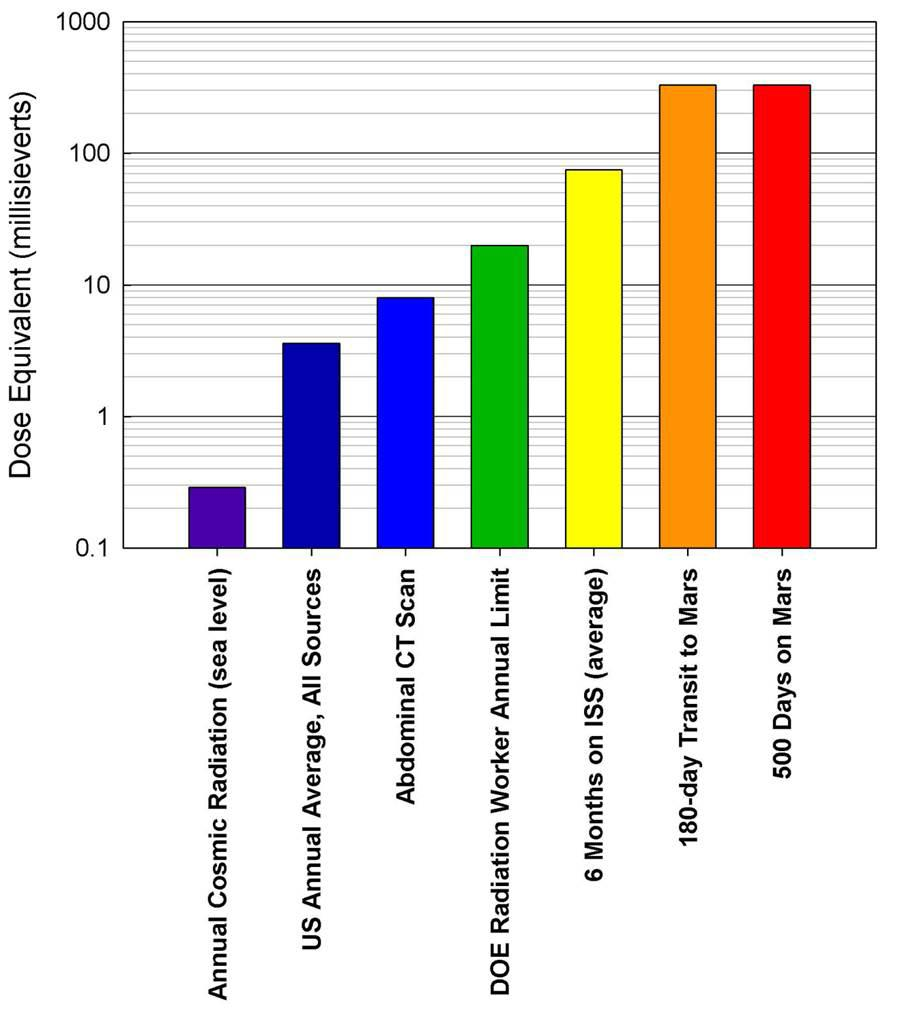 Dose Equivalent (millisieverts)
1000
100
10
1
0.1
Annual Cosmic Radiation (sea level)
US Annual Average, All Sources
Abdominal CT Scan
DOE Radiation Worker Annual Limit
6 Months on ISS (average)
180-day Transit to Mars
500 Days on Mars